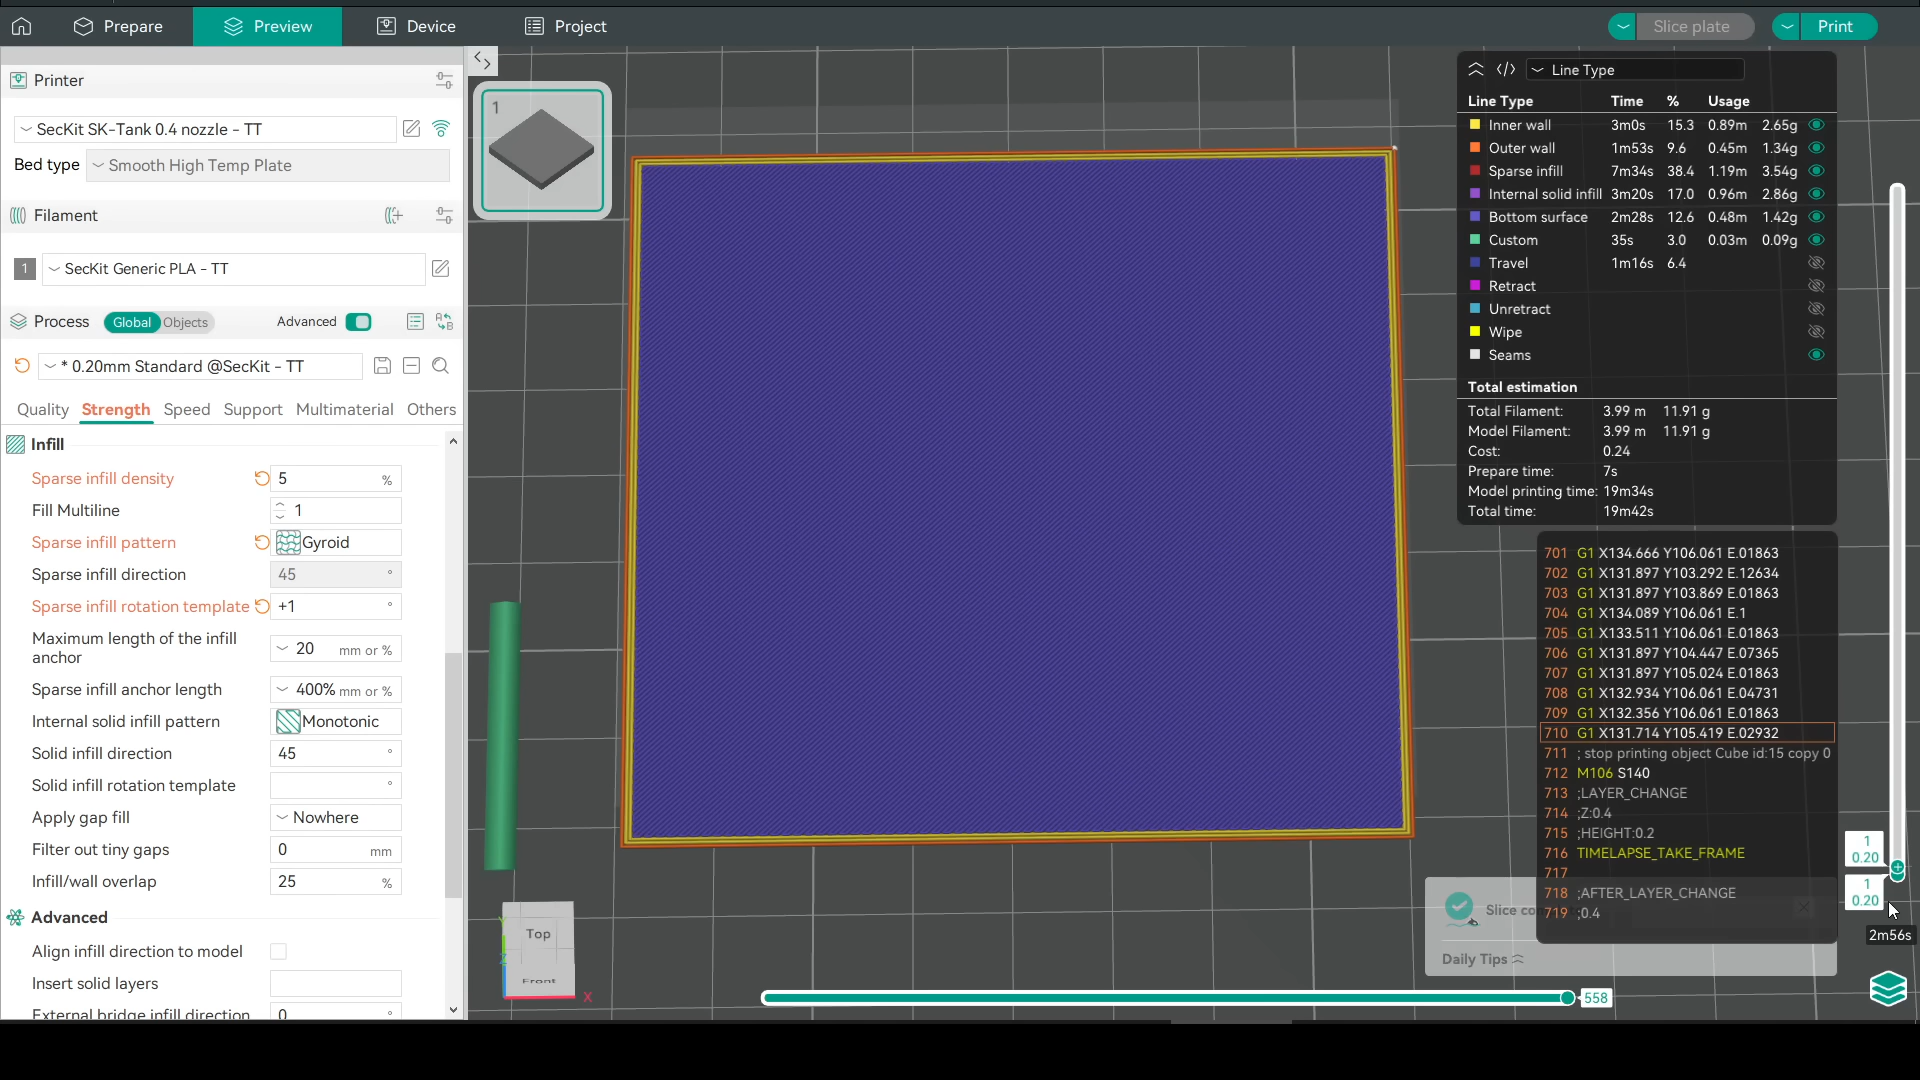 Prepare
Preview
Device
Project
Slice plate
Print
Printer
SecKit SK-Tank 0.4 nozzle - TT
Bed type
Smooth High Temp Plate
Filament
1
SecKit Generic PLA - TT
Process
Global
Objects
Advanced
* 0.20mm Standard @SecKit - TT
Quality
Strength
Speed
Support
Multimaterial
Others
Infill
Sparse infill density
5
%
Fill Multiline
1
Sparse infill pattern
Gyroid
Sparse infill direction
45
°
Sparse infill rotation template
+1
°
Maximum length of the infill
anchor
20
mm or %
Sparse infill anchor length
400%
mm or %
Internal solid infill pattern
Monotonic
Solid infill direction
45
°
Solid infill rotation template
°
Apply gap fill
Nowhere
Filter out tiny gaps
0
mm
Infill/wall overlap
25
%
Advanced
Align infill direction to model
Insert solid layers
External bridge infill direction
0
°
1
Top
Front
X
Line Type
Line Type Time % Usage
Inner wall 3m0s 15.3 0.89m 2.65g
Outer wall 1m53s 9.6 0.45m 1.34g
Sparse infill 7m34s 38.4 1.19m 3.54g
Internal solid infill 3m20s 17.0 0.96m 2.86g
Bottom surface 2m28s 12.6 0.48m 1.42g
Custom 35s 3.0 0.03m 0.09g
Travel 1m16s 6.4
Retract
Unretract
Wipe
Seams
Total estimation
Total Filament: 3.99 m 11.91 g
Model Filament: 3.99 m 11.91 g
Cost: 0.24
Prepare time: 7s
Model printing time: 19m34s
Total time: 19m42s
701 G1 X134.666 Y106.061 E.01863
702 G1 X131.897 Y103.292 E.12634
703 G1 X131.897 Y103.869 E.01863
704 G1 X134.089 Y106.061 E.1
705 G1 X133.511 Y106.061 E.01863
706 G1 X131.897 Y104.447 E.07365
707 G1 X131.897 Y105.024 E.01863
708 G1 X132.934 Y106.061 E.04731
709 G1 X132.356 Y106.061 E.01863
710 G1 X131.714 Y105.419 E.02932
711 ; stop printing object Cube id:15 copy 0
712 M106 S140
713 ;LAYER_CHANGE
714 ;Z:0.4
715 ;HEIGHT:0.2
716 TIMELAPSE_TAKE_FRAME
717
718 ;AFTER_LAYER_CHANGE
719 ;0.4
Slice co
Daily Tips
1
0.20
1
0.20
2m56s
558